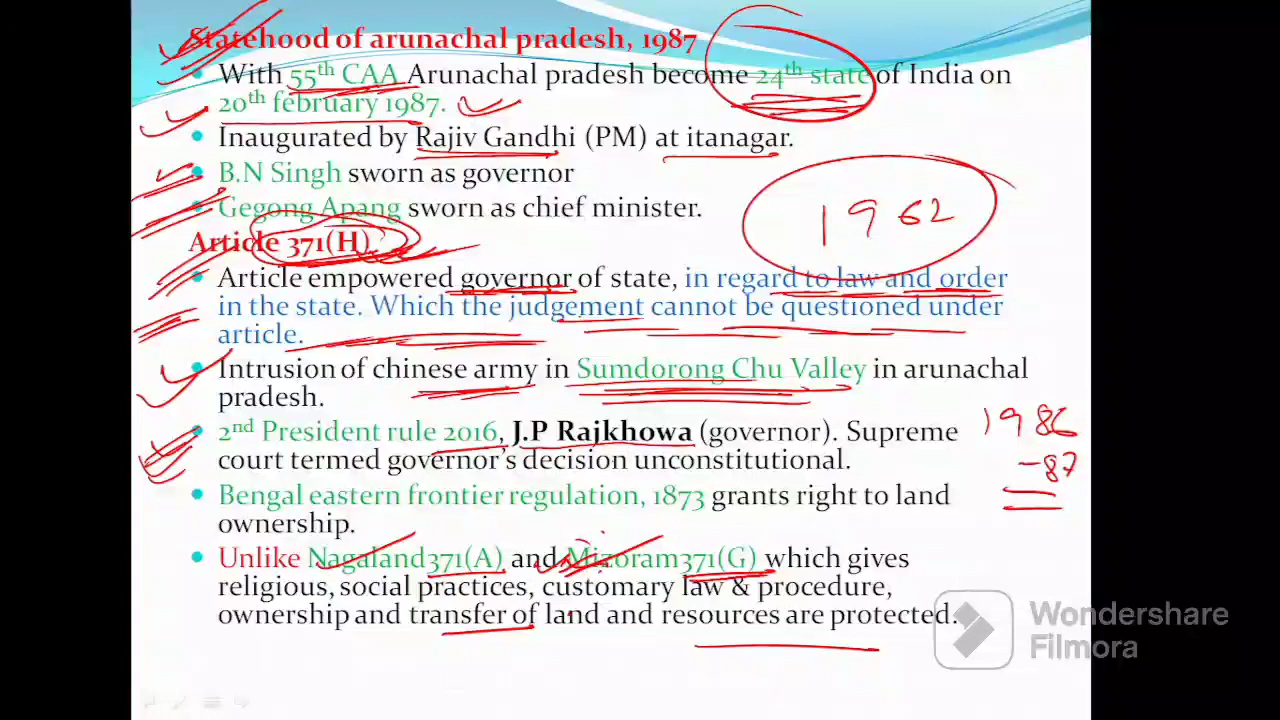 Statehood of arunachal pradesh, 1987
With 55th CAA Arunachal pradesh become 24th state of India on
20th february 1987.
Inaugurated by Rajiv Gandhi (PM) at itanagar.
B.N Singh sworn as governor
Gegong Apang sworn as chief minister.
1962
Article 371(H)
Article empowered governor of state, in regard to law and order
in the state. Which the judgement cannot be questioned under
article.
Intrusion of chinese army in Sumdorong Chu Valley in arunachal
pradesh.
1986
-87
2nd President rule 2016, J.P Rajkhowa (governor). Supreme
court termed governor's decision unconstitutional.
Bengal eastern frontier regulation, 1873 grants right to land
ownership.
Unlike Nagaland371(A) and Mizoram371(G) which gives
religious, social practices, customary law & procedure,
ownership and transfer of land and resources are protected.
Wondershare
Filmora